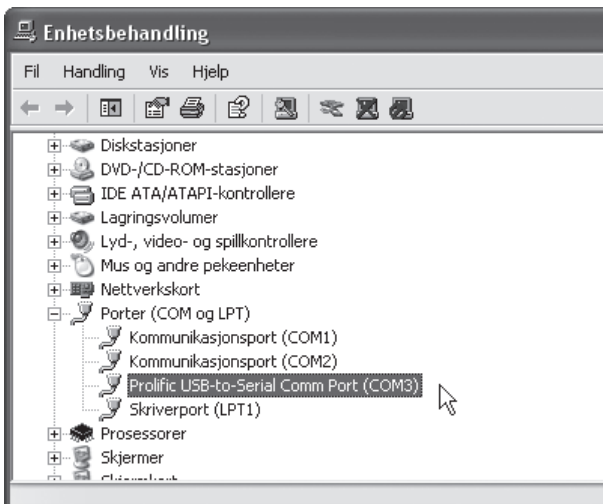 Enhetsbehandling
Fil Handling Vis Hjelp
Diskstasjoner
DVD-/CD-ROM-stasjoner
IDE ATA/ATAPI-kontrollere
Lagringsvolumer
Lyd-, video- og spillkontrollere
Mus og andre pekeenheter
Nettverkskort
Porter (COM og LPT)
Kommunikasjonsport (COM1)
Kommunikasjonsport (COM2)
Prolific USB-to-Serial Comm Port (COM3)
Skriverport (LPT1)
Prosessorer
Skjermer